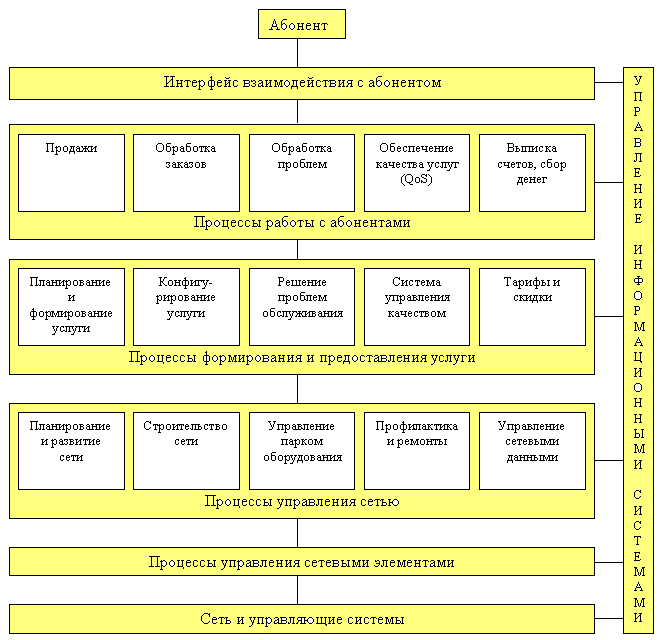 Абонент
Интерфейс взаимодействия с абонентом
Продажи
Обработка
заказов
Обработка
проблем
Обеспечение
качества услуг
(QoS)
Выписка
счетов, сбор
денег
Процессы работы с абонентами
Планирование
и
формирование
услуги
Конфигу-
рирование
услуги
Решение
проблем
обслуживания
Система
управления
качеством
Тарифы и
скидки
Процессы формирования и предоставления услуги
Планирование
и развитие
сети
Строительство
сети
Управление
парком
оборудования
Профилактика
и ремонты
Управление
сетевыми
данными
Процессы управления сетью
Процессы управления сетевыми элементами
Сеть и управляющие системы
УПРАВЛЕНИЕ ИНФОРМАЦИОННЫМИ СИСТЕМАМИ